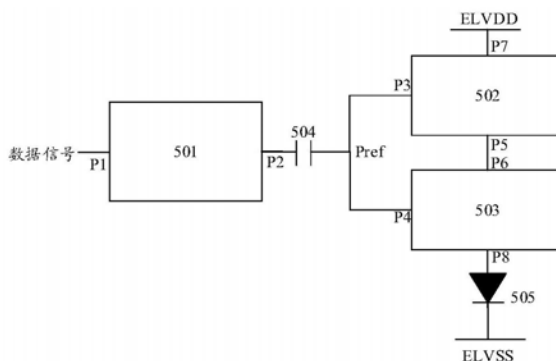 ELVDD
P7
P3
502
504
501
数据信号
P1
P2
Pref
P5
P6
P4
503
P8
505
ELVSS